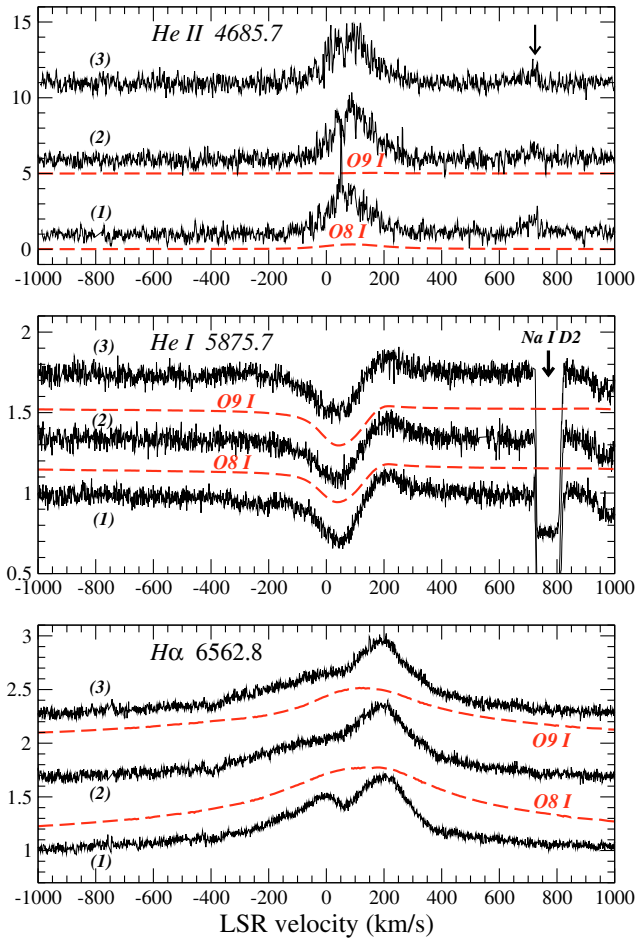 He II 4685.7
15
(3)
10
(2)
O9 I
5
(1)
O8 I
0
-1000 -800 -600 -400 -200 0 200 400 600 800 1000
2
(3)
He I 5875.7
Na I D2
O9 I
1.5
(2)
O8 I
1
(1)
0.5
-1000 -800 -600 -400 -200 0 200 400 600 800 1000
3
Hα 6562.8
(3)
2.5
O9 I
2
(2)
O8 I
1.5
1
(1)
-1000 -800 -600 -400 -200 0 200 400 600 800 1000
LSR velocity (km/s)